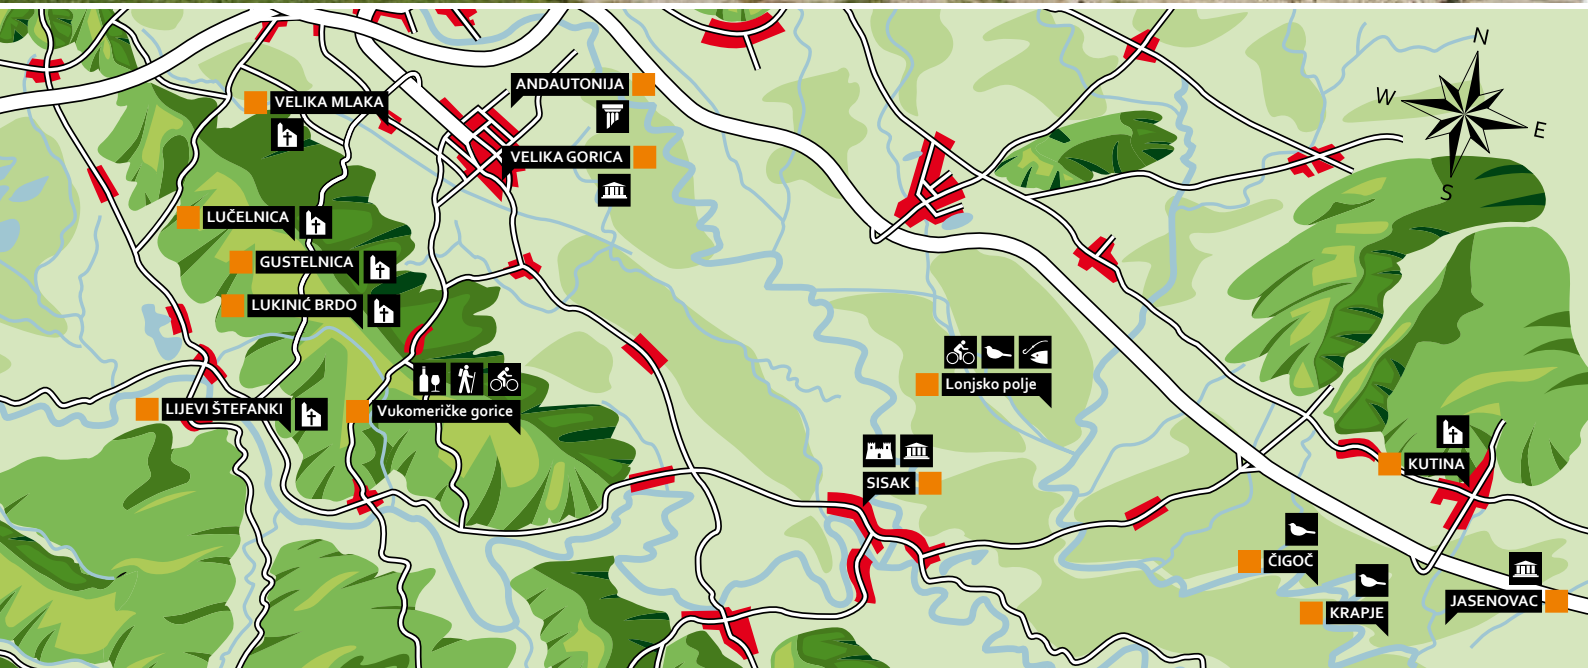 N
ANDAUTONIJA
VELIKA MLAKA
W
E
VELIKA GORICA
S
LUČELNICA
GUSTELNICA
LUKINIĆ BRDO
Lonjsko polje
LIJEVI ŠTEFANKI
Vukomeričke gorice
KUTINA
SISAK
ČIGOČ
JASENOVAC
KRAPJE